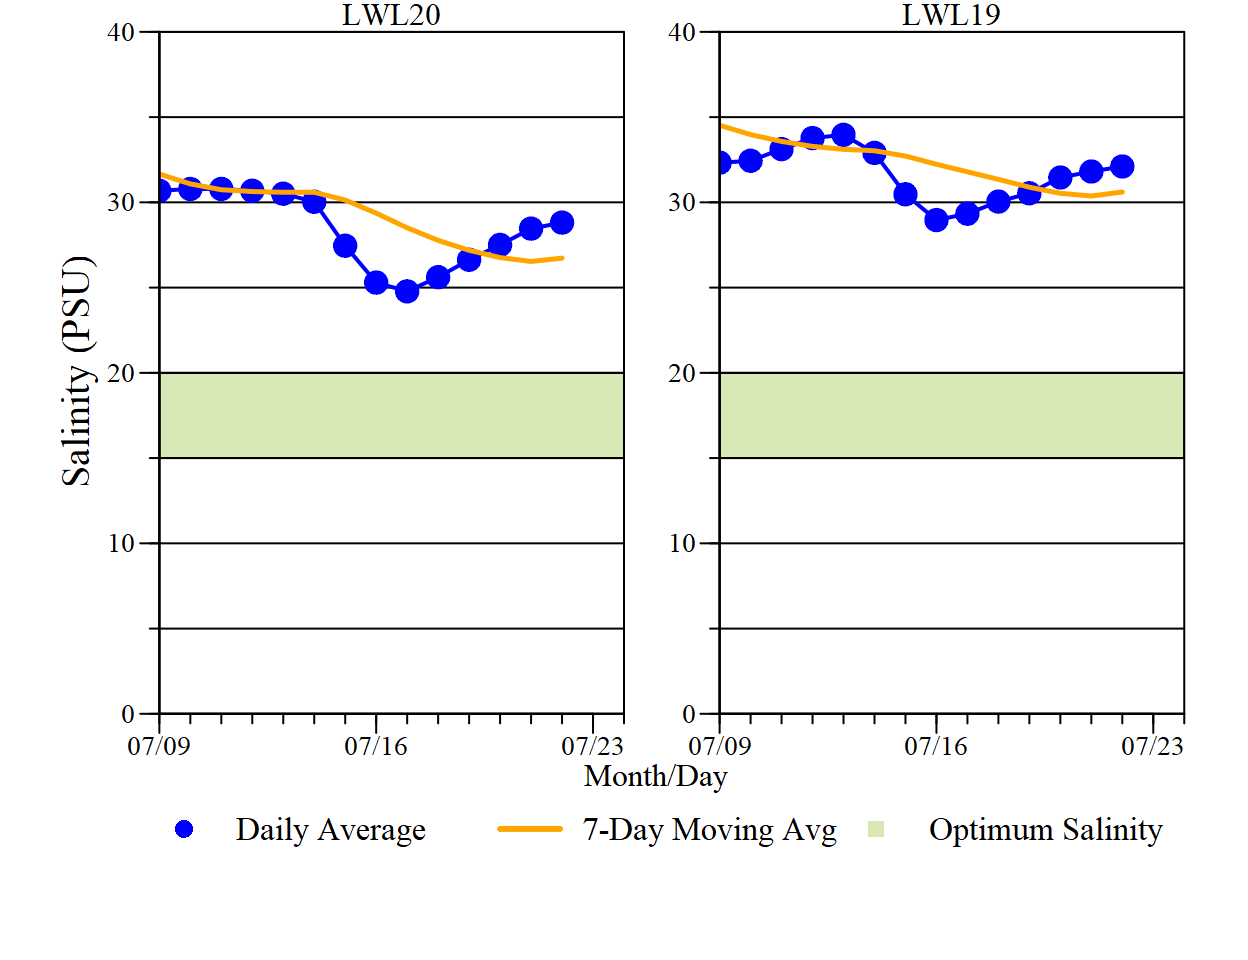 LWL20
LWL19
40
30
20
10
0
40
30
20
10
0
Salinity (PSU)
07/09
07/16
07/23
07/09
07/16
07/23
Month/Day
Daily Average
7-Day Moving Avg
Optimum Salinity